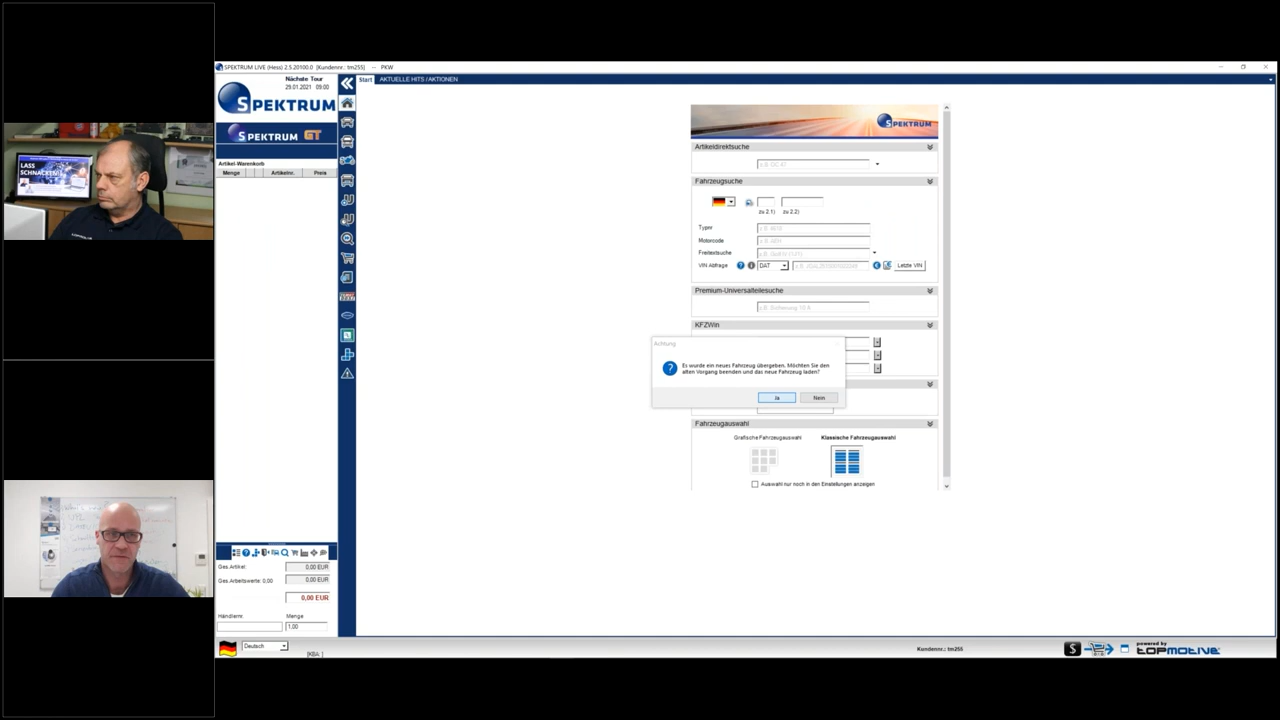 SPEKTRUM LIVE (Hess) 2.5.20100.0 [Kundennr.: tm255] -- PKW
Nächste Tour
29.01.2021 09:00
SPEKTRUM
SPEKTRUM GT
Artikel-Warenkorb
Menge Artikelnr. Preis
Start AKTUELLE HITS / AKTIONEN
SPEKTRUM
Artikeldirektsuche
z.B. OC 47
Fahrzeugsuche
zu 2.1) zu 2.2)
Typnr
Motorcode
Freitextsuche
VIN Abfrage DAT Letzte VIN
Premium-Universalteilesuche
z.B. Sicherung 10 A
KFZWin
Achtung
Es wurde ein neues Fahrzeug übergeben. Möchten Sie den
alten Vorgang beenden und das neue Fahrzeug laden?
Ja Nein
Fahrzeugauswahl
Grafische Fahrzeugauswahl Klassische Fahrzeugauswahl
Auswahl nur noch in den Einstellungen anzeigen
Ges.Artikel: 0,00 EUR
Ges.Arbeitswerte: 0,00 0,00 EUR
0,00 EUR
Händlernr. Menge
1,00
Deutsch
[KBA: ]
Kundennr.: tm255
powered by
TOPMOTIVE
LASS
SCHNACKEN!